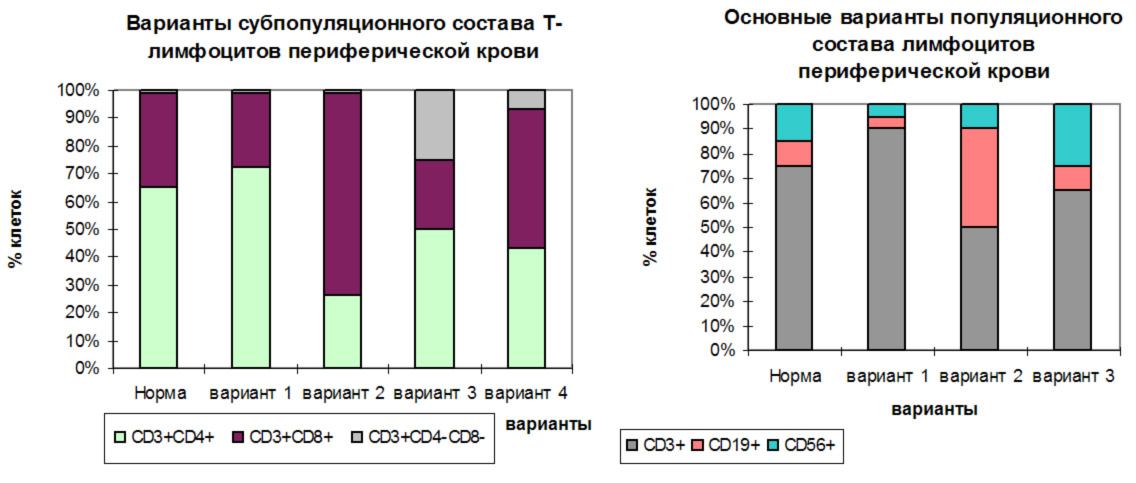 Варианты субпопуляционного состава Т-
лимфоцитов периферической крови
% клеток
100%
90%
80%
70%
60%
50%
40%
30%
20%
10%
0%
Норма
вариант 1
вариант 2
вариант 3
вариант 4
варианты
CD3+CD4+
CD3+CD8+
CD3+CD4-CD8-
Основные варианты популяционного
состава лимфоцитов
периферической крови
% клеток
100%
90%
80%
70%
60%
50%
40%
30%
20%
10%
0%
Норма
вариант 1
вариант 2
вариант 3
варианты
CD3+
CD19+
CD56+